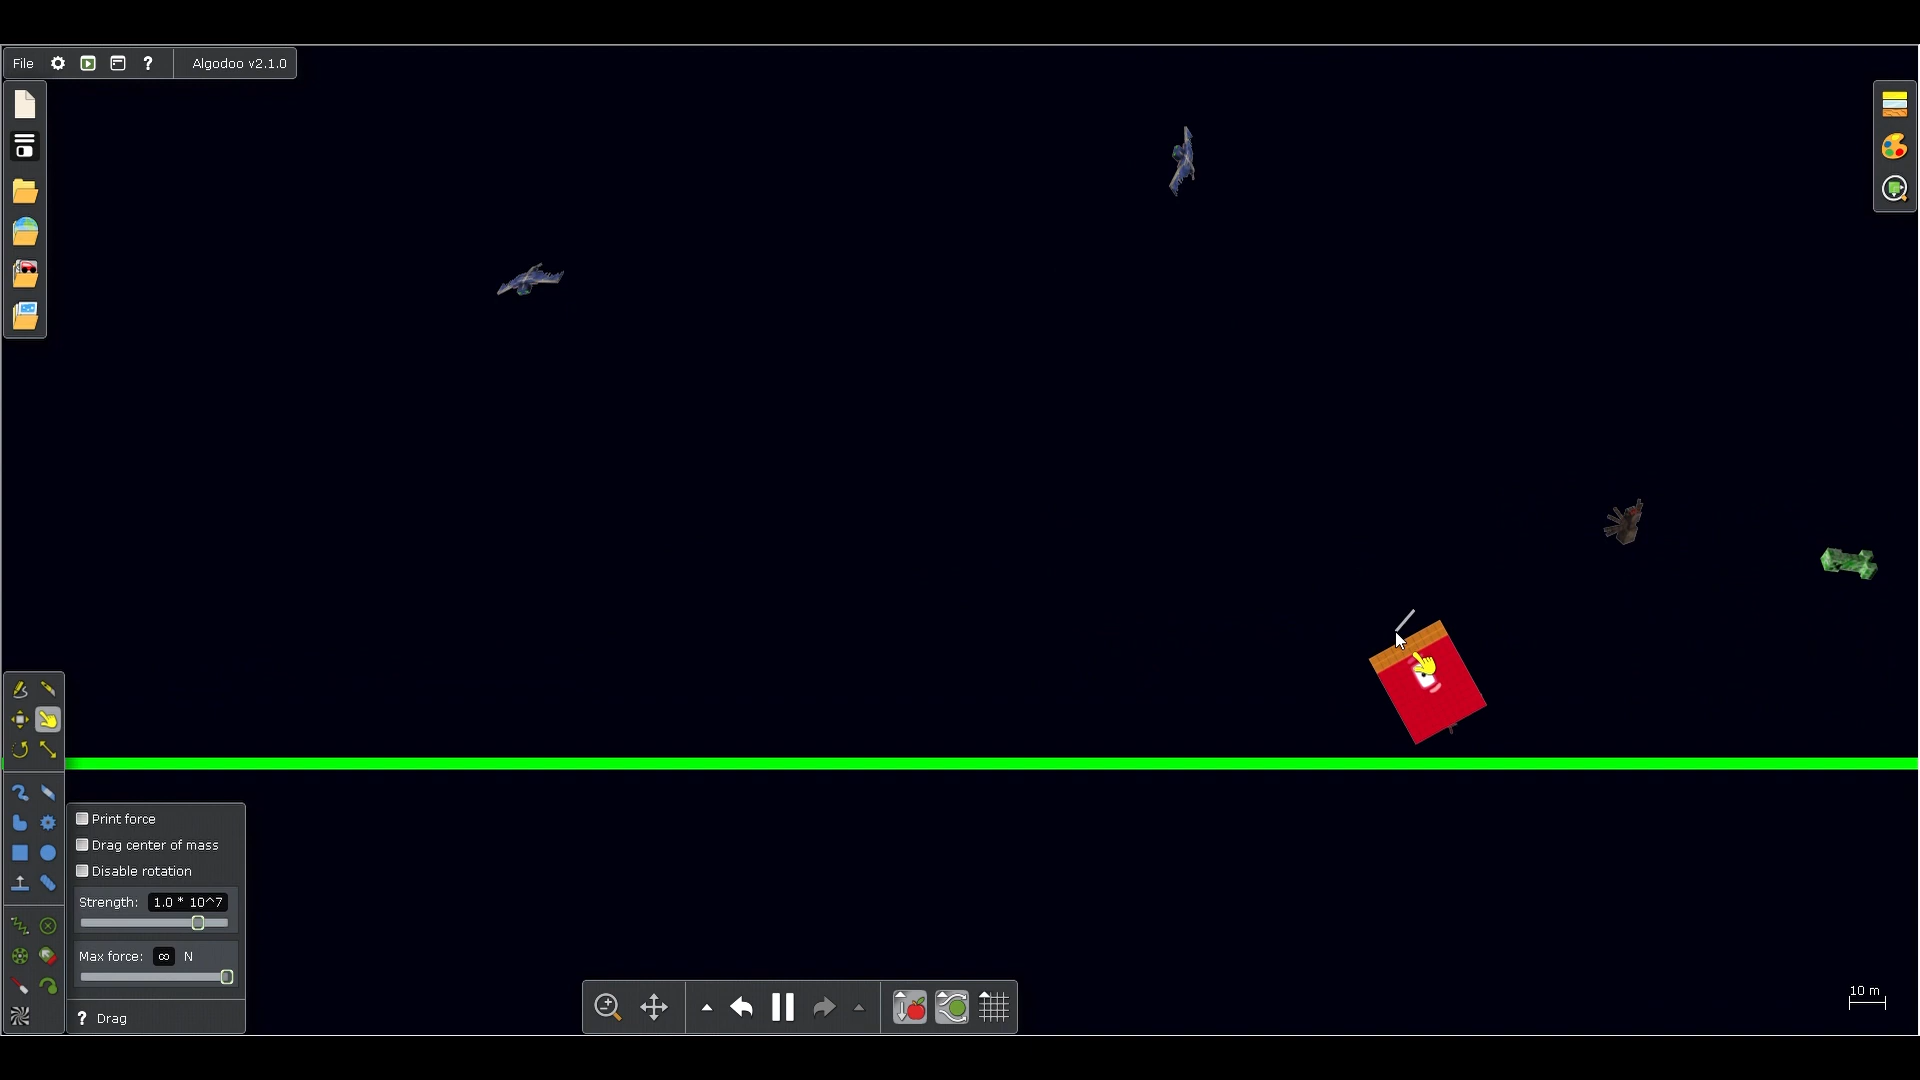 File ? Algodoo v2.1.0
Print force
Drag center of mass
Disable rotation
Strength: 1.0 * 10^7
Max force: ∞ N
? Drag
10 m